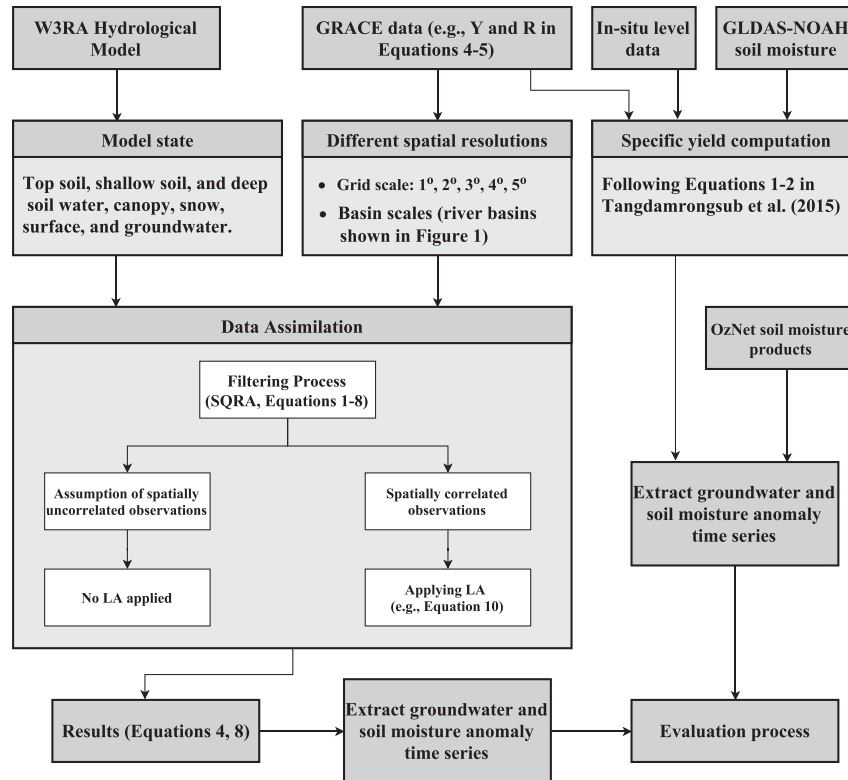 W3RA Hydrological
Model
GRACE data (e.g., Y and R in
Equations 4-5)
In-situ level
data
GLDAS-NOAH
soil moisture
Model state
Top soil, shallow soil, and deep
soil water, canopy, snow,
surface, and groundwater.
Different spatial resolutions
• Grid scale: 1º, 2º, 3º, 4º, 5º
• Basin scales (river basins
shown in Figure 1)
Specific yield computation
Following Equations 1-2 in
Tangdamrongsub et al. (2015)
OzNet soil moisture
products
Data Assimilation
Filtering Process
(SQRA, Equations 1-8)
Assumption of spatially
uncorrelated observations
Spatially correlated
observations
No LA applied
Applying LA
(e.g., Equation 10)
Extract groundwater and
soil moisture anomaly
time series
Results (Equations 4, 8)
Extract groundwater and
soil moisture anomaly
time series
Evaluation process